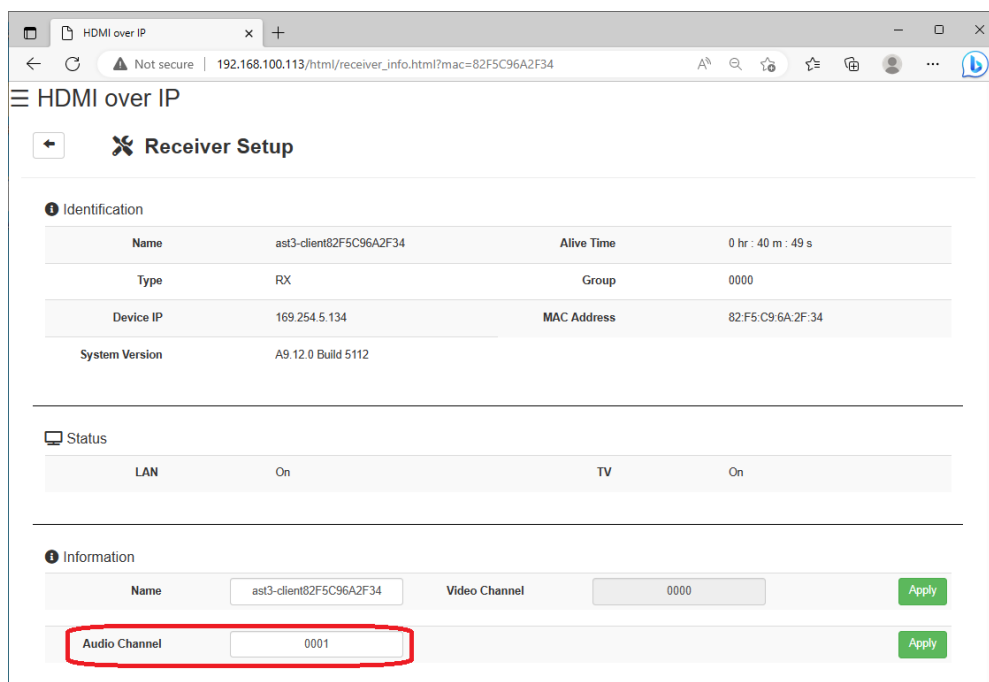 HDMI over IP
Not secure | 192.168.100.113/html/receiver_info.html?mac=82F5C96A2F34
HDMI over IP
Receiver Setup
Identification
Name ast3-client82F5C96A2F34 Alive Time 0 hr : 40 m : 49 s
Type RX Group 0000
Device IP 169.254.5.134 MAC Address 82:F5:C9:6A:2F:34
System Version A9.12.0 Build 5112
Status
LAN On TV On
Information
Name ast3-client82F5C96A2F34 Video Channel 0000 Apply
Audio Channel 0001 Apply